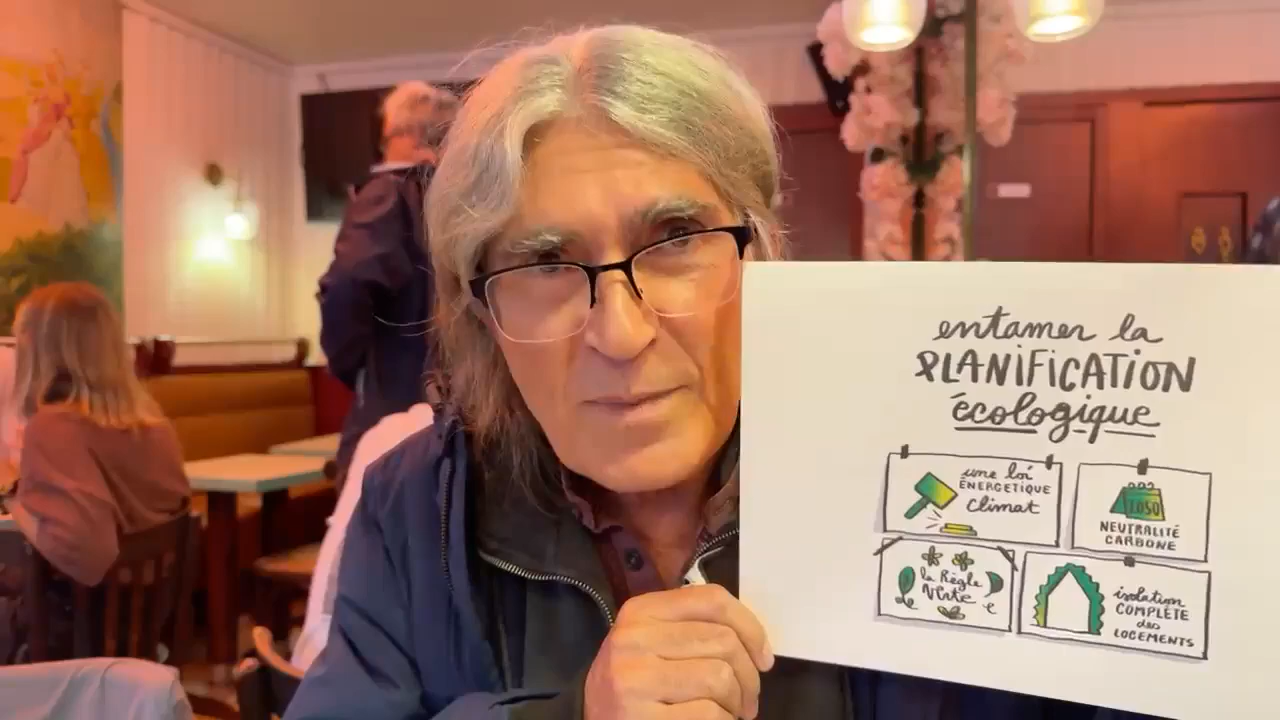 entamer la
PLANIFICATION
écologique
une loi
ÉNERGETIQUE
climat
2050
NEUTRALITÉ
CARBONE
la Règle
Verte
isolation
COMPLÈTE
des
LOGEMENTS